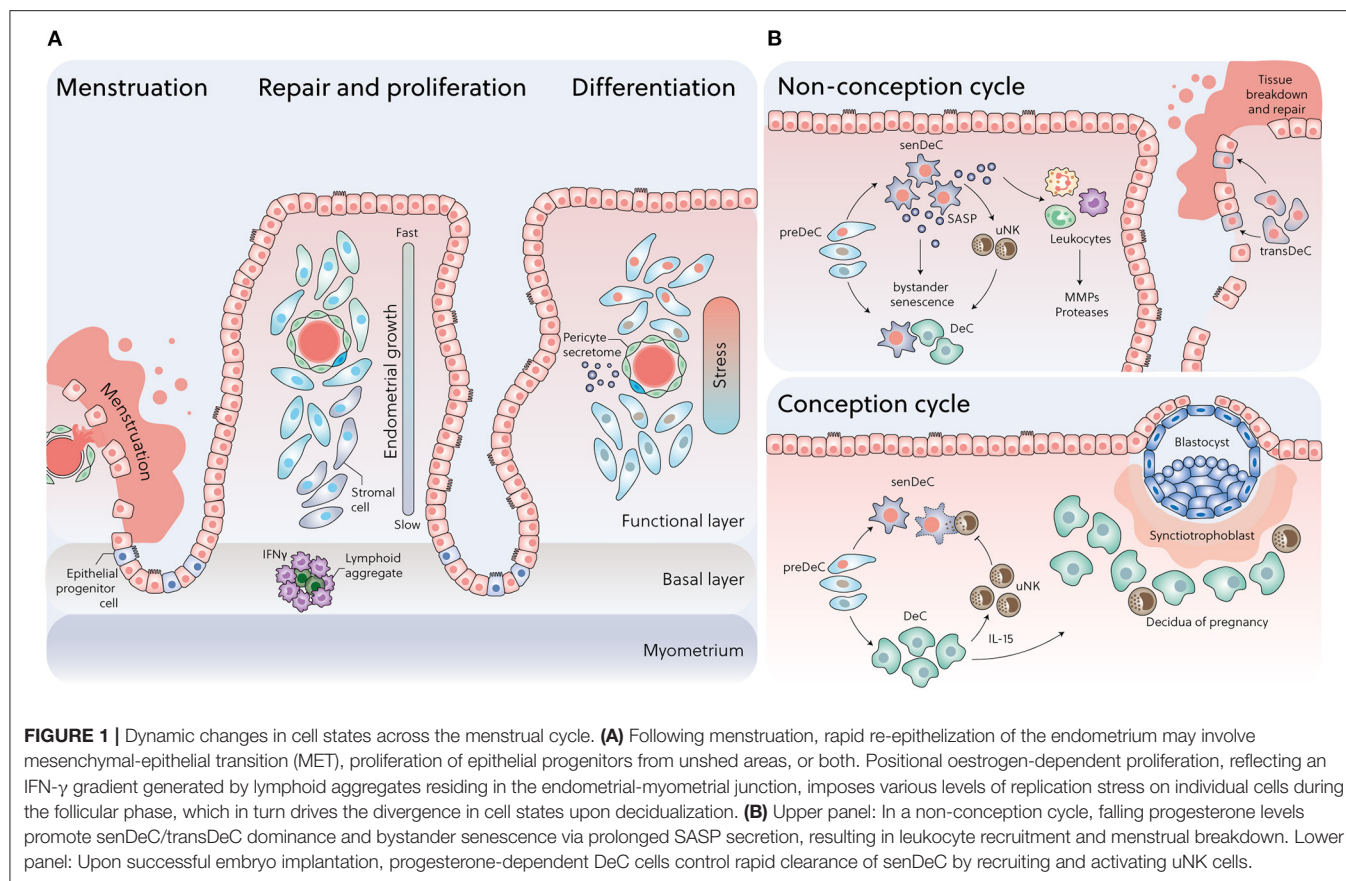 A
Menstruation
Repair and proliferation
Differentiation
Fast
Endometrial growth
Slow
Menstruation
Stromal
cell
Pericyte
secretome
Stress
Functional layer
Epithelial
progenitor
cell
IFNγ
Lymphoid
aggregate
Basal layer
Myometrium
B
Non-conception cycle
Tissue
breakdown
and repair
senDeC
SASP
preDeC
uNK
Leukocytes
transDeC
bystander
senescence
MMPs
Proteases
DeC
Conception cycle
Blastocyst
senDeC
Synctiotrophoblast
preDeC
uNK
DeC
IL-15
Decidua of pregnancy
FIGURE 1 | Dynamic changes in cell states across the menstrual cycle. (A) Following menstruation, rapid re-epithelization of the endometrium may involve
mesenchymal-epithelial transition (MET), proliferation of epithelial progenitors from unshed areas, or both. Positional oestrogen-dependent proliferation, reflecting an
IFN-γ gradient generated by lymphoid aggregates residing in the endometrial-myometrial junction, imposes various levels of replication stress on individual cells during
the follicular phase, which in turn drives the divergence in cell states upon decidualization. (B) Upper panel: In a non-conception cycle, falling progesterone levels
promote senDeC/transDeC dominance and bystander senescence via prolonged SASP secretion, resulting in leukocyte recruitment and menstrual breakdown. Lower
panel: Upon successful embryo implantation, progesterone-dependent DeC cells control rapid clearance of senDeC by recruiting and activating uNK cells.